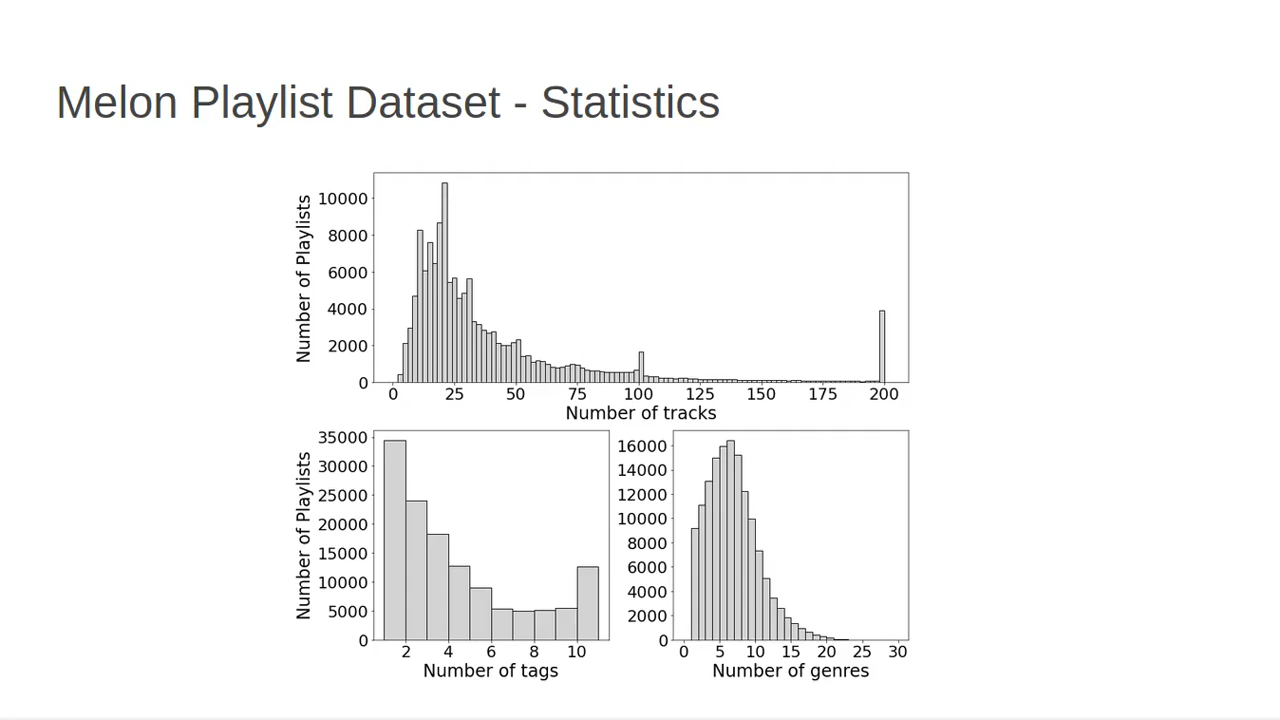 Melon Playlist Dataset - Statistics
Number of Playlists
10000
8000
6000
4000
2000
0
0 25 50 75 100 125 150 175 200
Number of tracks
Number of Playlists
35000
30000
25000
20000
15000
10000
5000
0
2 4 6 8 10
Number of tags
16000
14000
12000
10000
8000
6000
4000
2000
0
0 5 10 15 20 25 30
Number of genres